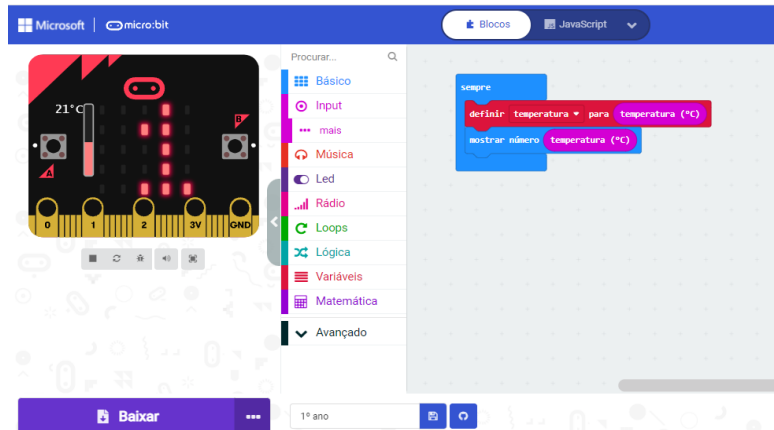 Microsoft micro:bit
Blocos JavaScript
21°C
B
A
0 1 2 3V GND
Procurar...
Básico
Input
mais
Música
Led
Rádio
Loops
Lógica
Variáveis
Matemática
Avançado
sempre
definir temperatura para temperatura (°C)
mostrar número temperatura (°C)
Baixar
1º ano